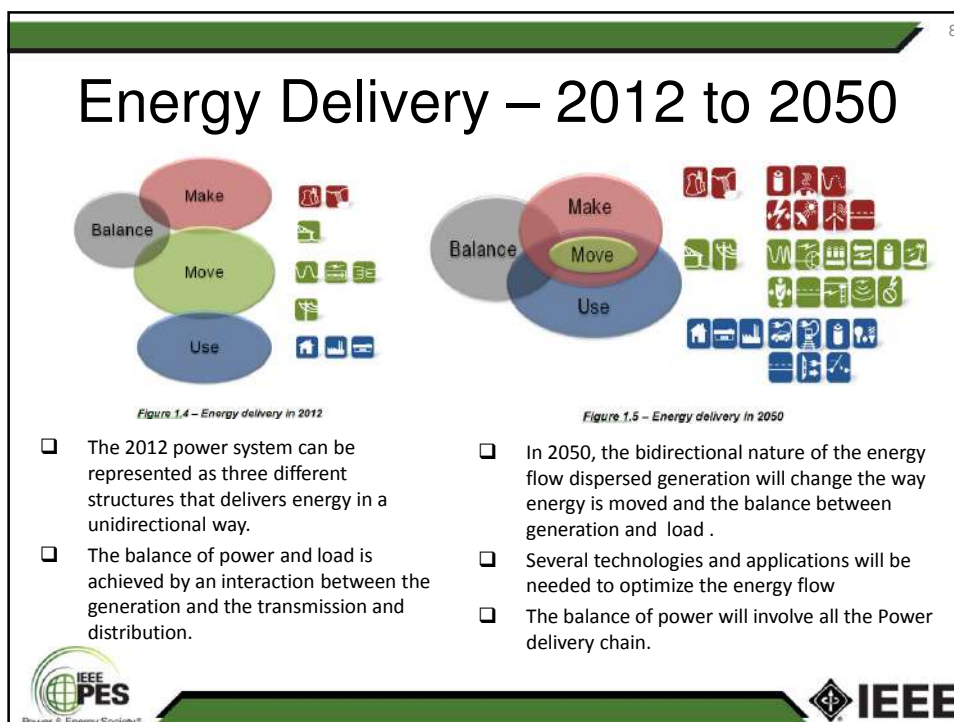 8
Energy Delivery – 2012 to 2050
Make
Balance
Move
Use
Make
Balance
Move
Use
Figure 1.4 – Energy delivery in 2012
Figure 1.5 – Energy delivery in 2050
❑ The 2012 power system can be
represented as three different
structures that delivers energy in a
unidirectional way.
❑ The balance of power and load is
achieved by an interaction between the
generation and the transmission and
distribution.
❑ In 2050, the bidirectional nature of the energy
flow dispersed generation will change the way
energy is moved and the balance between
generation and load .
❑ Several technologies and applications will be
needed to optimize the energy flow
❑ The balance of power will involve all the Power
delivery chain.
IEEE
PES
Power & Energy Society®
IEEE